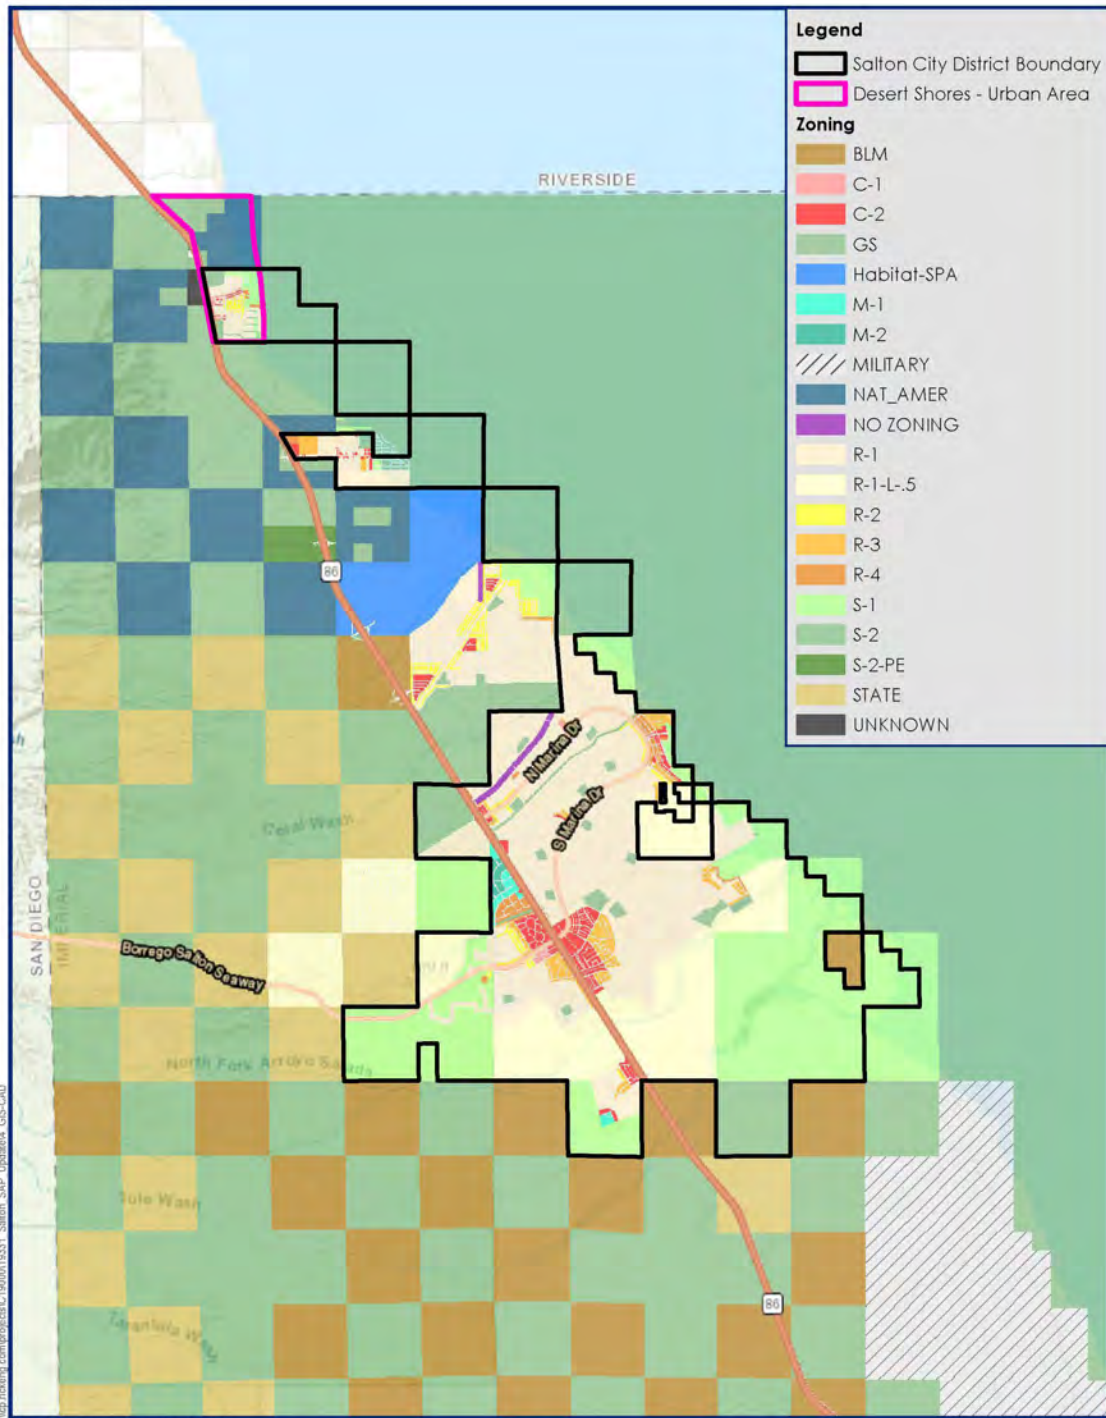 Legend
Salton City District Boundary
Desert Shores - Urban Area
Zoning
BLM
C-1
C-2
GS
Habitat-SPA
M-1
M-2
MILITARY
NAT_AMER
NO ZONING
R-1
R-1-L-.5
R-2
R-3
R-4
S-1
S-2
S-2-PE
STATE
UNKNOWN
RIVERSIDE
86
N Marina Dr
S Marina Dr
Coral Wash
SAN DIEGO
IMPERIAL
Borrego Salton Seaway
North Fork Arroyo Salada
Tule Wash
Tarantula Wash
86